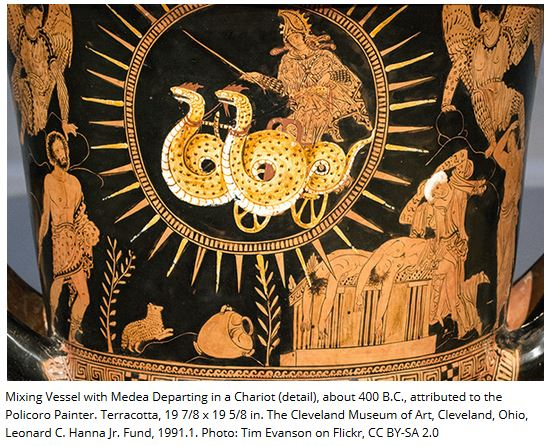 Mixing Vessel with Medea Departing in a Chariot (detail), about 400 B.C., attributed to the
Policoro Painter. Terracotta, 19 7/8 x 19 5/8 in. The Cleveland Museum of Art, Cleveland, Ohio,
Leonard C. Hanna Jr. Fund, 1991.1. Photo: Tim Evanson on Flickr, CC BY-SA 2.0